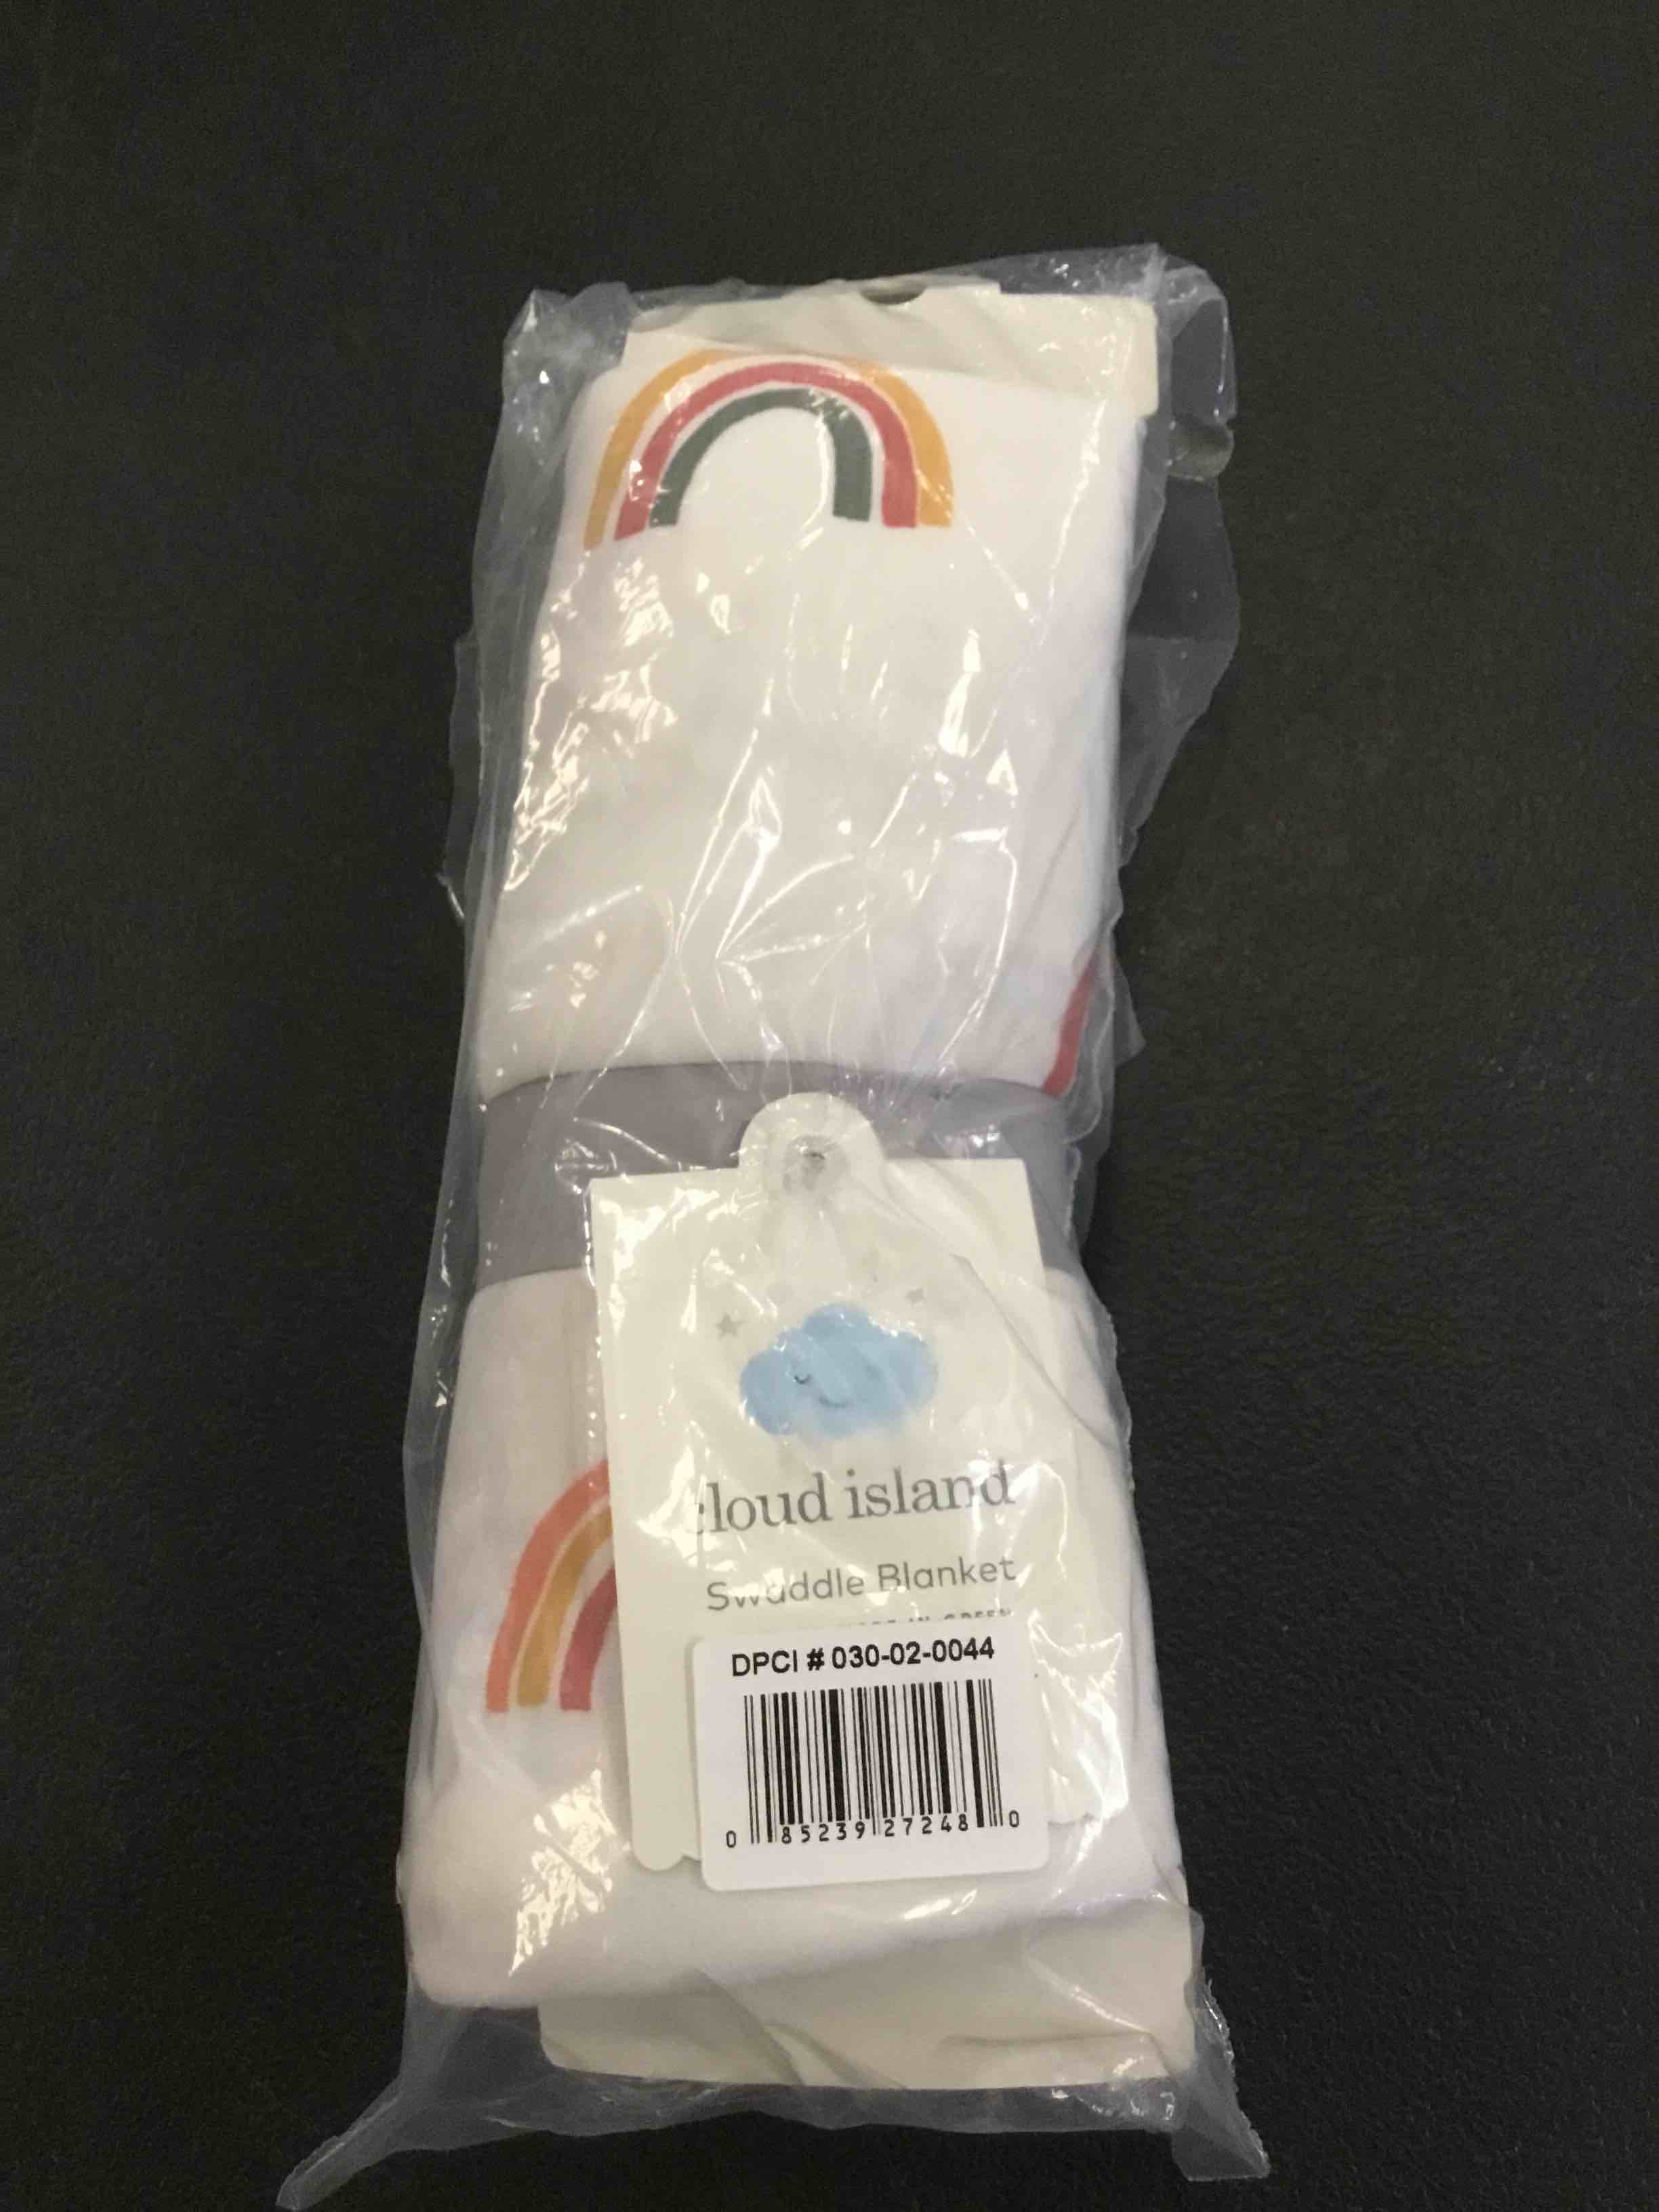 cloud island
Swaddle Blanket
DPCI # 030-02-0044
0 85239 27248 0